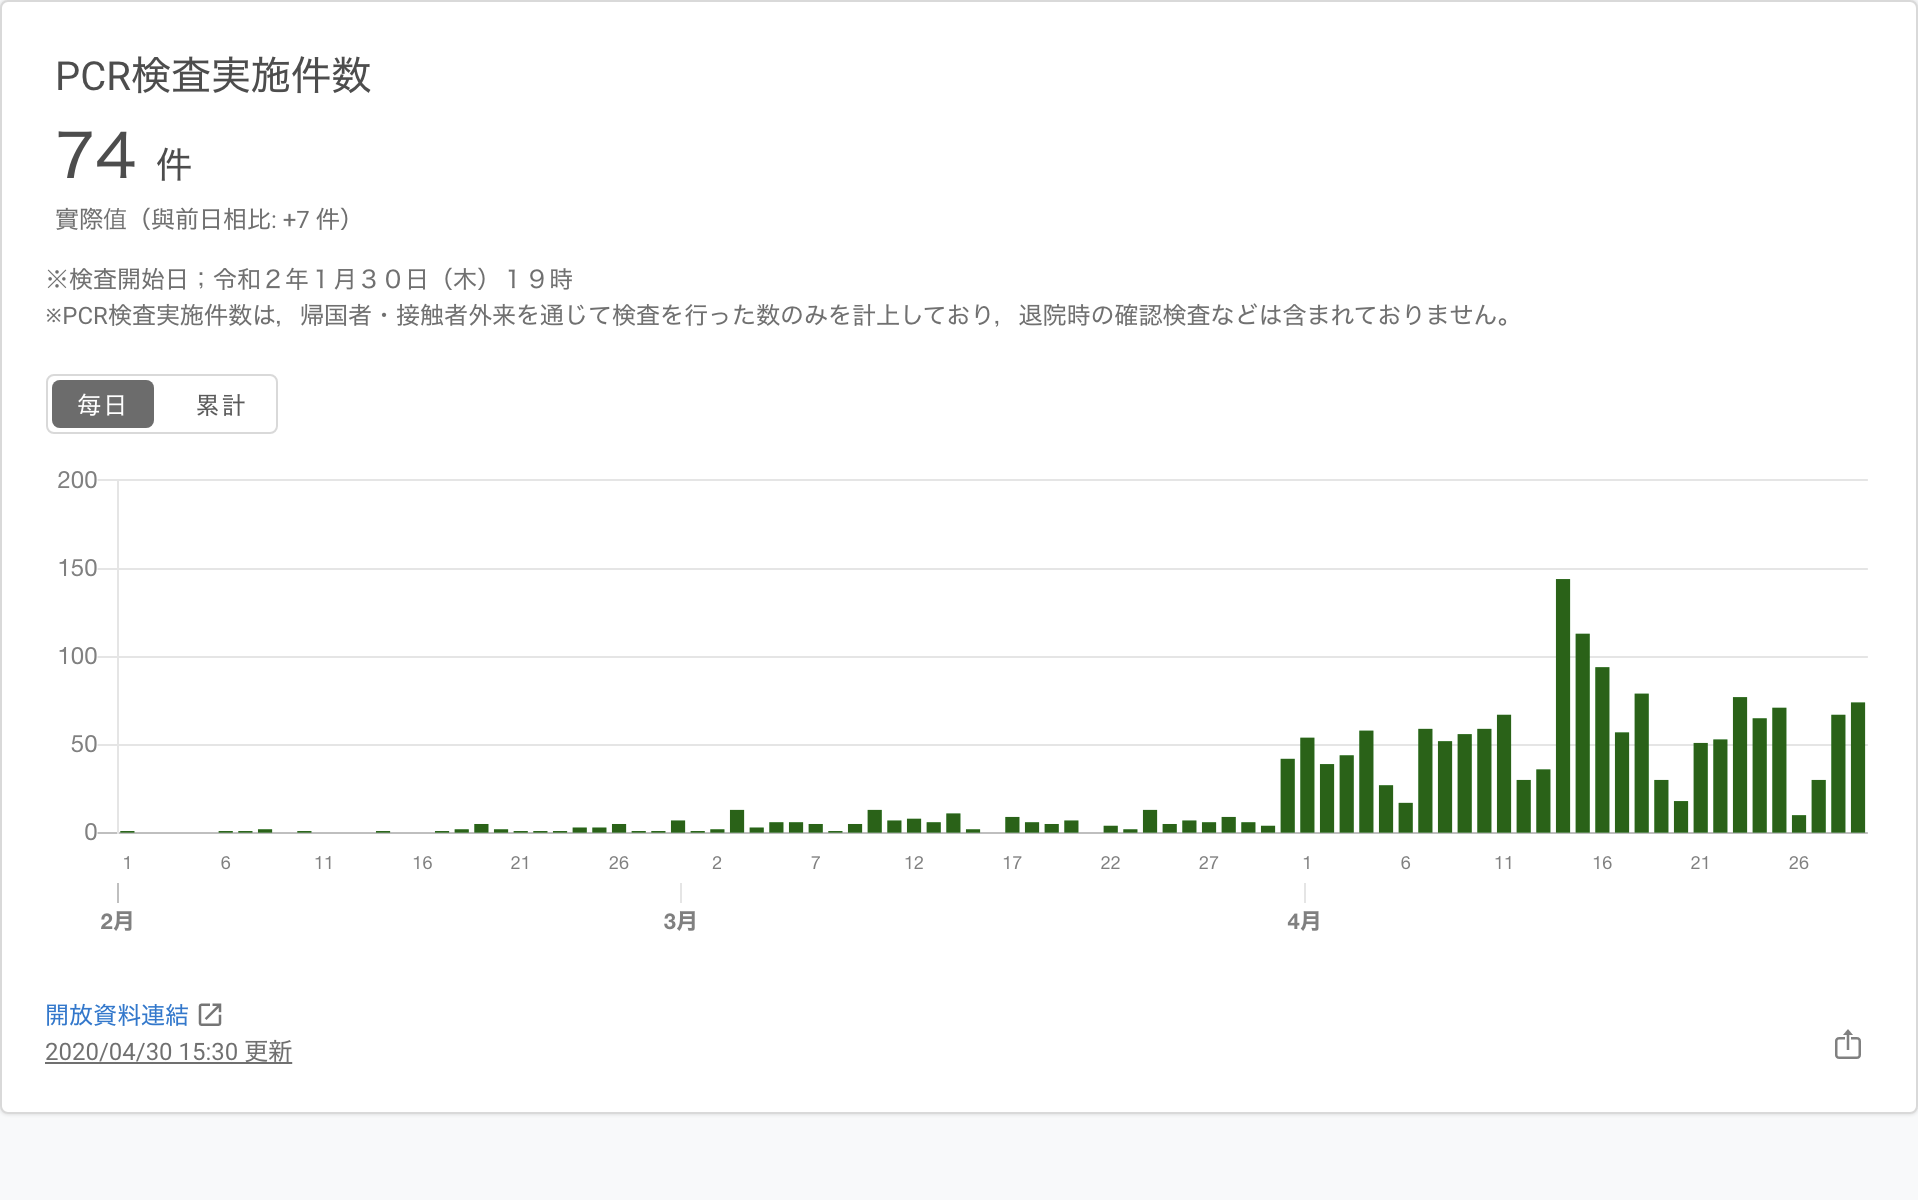 PCR検査実施件数
74 件
實際值（與前日相比: +7 件）
※検査開始日；令和２年１月３０日（木）１９時
※PCR検査実施件数は，帰国者・接触者外来を通じて検査を行った数のみを計上しており，退院時の確認検査などは含まれておりません。
每日 累計
200
150
100
50
0
1 6 11 16 21 26 2 7 12 17 22 27 1 6 11 16 21 26
2月 3月 4月
開放資料連結
2020/04/30 15:30 更新